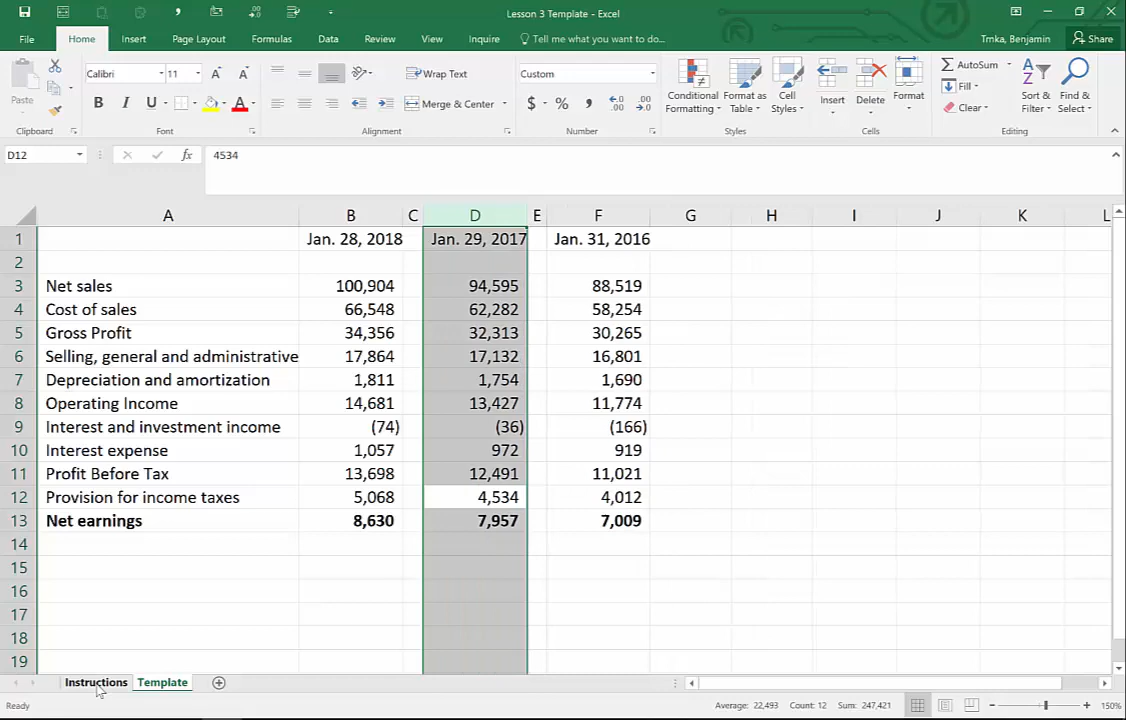 Lesson 3 Template - Excel
File Home Insert Page Layout Formulas Data Review View Inquire Tell me what you want to do... Trnka, Benjamin Share
Paste
Clipboard
Calibri 11 A A
B I U A
Font
Wrap Text
Merge & Center
Alignment
Custom
$ % , .00 .0
Number
Conditional Formatting
Format as Table
Cell Styles
Styles
Insert Delete Format
Cells
AutoSum
Fill
Clear
Sort & Filter
Find & Select
Editing
D12 fx 4534
A B C D E F G H I J K L
1 Jan. 28, 2018 Jan. 29, 2017 Jan. 31, 2016
2
3 Net sales 100,904 94,595 88,519
4 Cost of sales 66,548 62,282 58,254
5 Gross Profit 34,356 32,313 30,265
6 Selling, general and administrative 17,864 17,132 16,801
7 Depreciation and amortization 1,811 1,754 1,690
8 Operating Income 14,681 13,427 11,774
9 Interest and investment income (74) (36) (166)
10 Interest expense 1,057 972 919
11 Profit Before Tax 13,698 12,491 11,021
12 Provision for income taxes 5,068 4,534 4,012
13 Net earnings 8,630 7,957 7,009
14
15
16
17
18
19
Instructions Template
Ready Average: 22,493 Count: 12 Sum: 247,421 150%